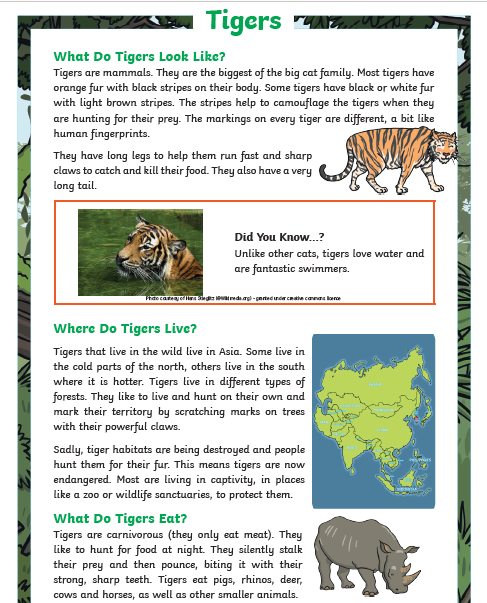 Tigers
What Do Tigers Look Like?
Tigers are mammals. They are the biggest of the big cat family. Most tigers have
orange fur with black stripes on their body. Some tigers have black or white fur
with light brown stripes. The stripes help to camouflage the tigers when they
are hunting for their prey. The markings on every tiger are different, a bit like
human fingerprints.
They have long legs to help them run fast and sharp
claws to catch and kill their food. They also have a very
long tail.
Did You Know...?
Unlike other cats, tigers love water and
are fantastic swimmers.
Photo courtesy of Hans Stieglitz (@Wikimedia.org) - granted under creative commons licence
Where Do Tigers Live?
Tigers that live in the wild live in Asia. Some live in
the cold parts of the north, others live in the south
where it is hotter. Tigers live in different types of
forests. They like to live and hunt on their own and
mark their territory by scratching marks on trees
with their powerful claws.
Sadly, tiger habitats are being destroyed and people
hunt them for their fur. This means tigers are now
endangered. Most are living in captivity, in places
like a zoo or wildlife sanctuaries, to protect them.
PHILIPPINES
INDONESIA
What Do Tigers Eat?
Tigers are carnivorous (they only eat meat). They
like to hunt for food at night. They silently stalk
their prey and then pounce, biting it with their
strong, sharp teeth. Tigers eat pigs, rhinos, deer,
cows and horses, as well as other smaller animals.